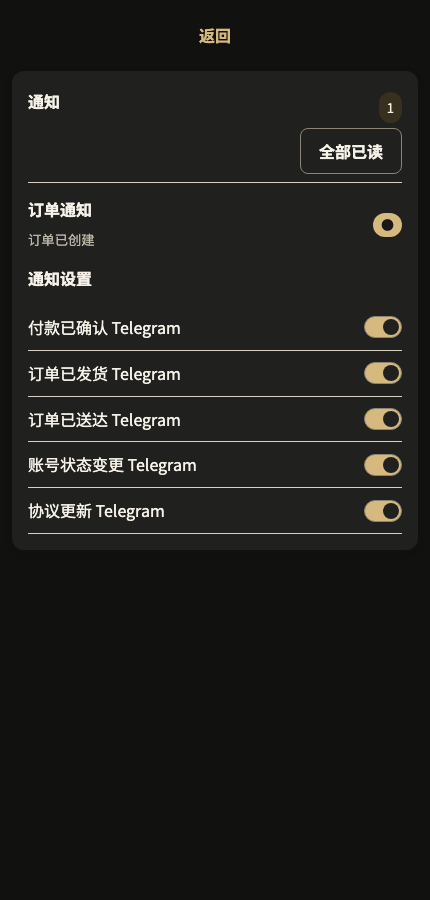 返回
通知
1
全部已读
订单通知
订单已创建
通知设置
付款已确认 Telegram
订单已发货 Telegram
订单已送达 Telegram
账号状态变更 Telegram
协议更新 Telegram